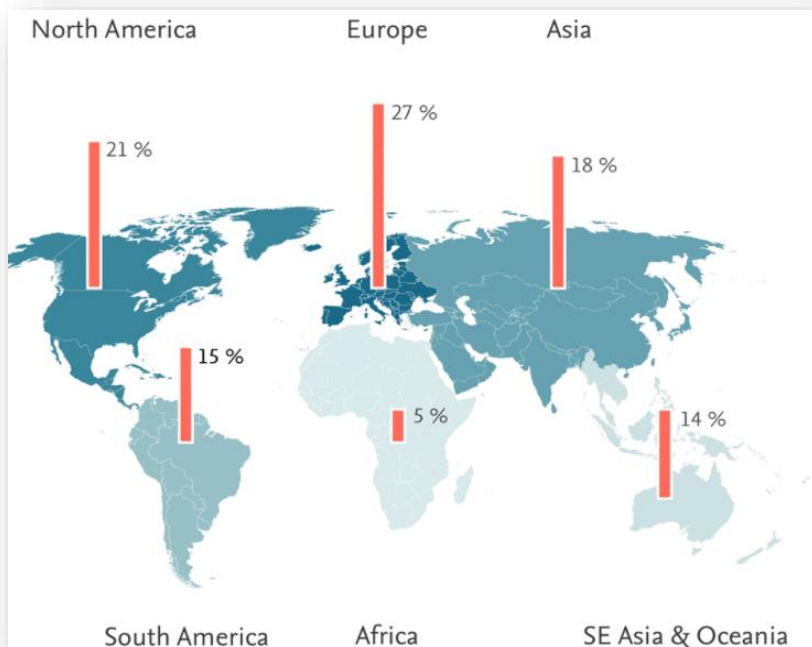 North America
Europe
Asia
27 %
21 %
18 %
15 %
5 %
14 %
South America
Africa
SE Asia & Oceania